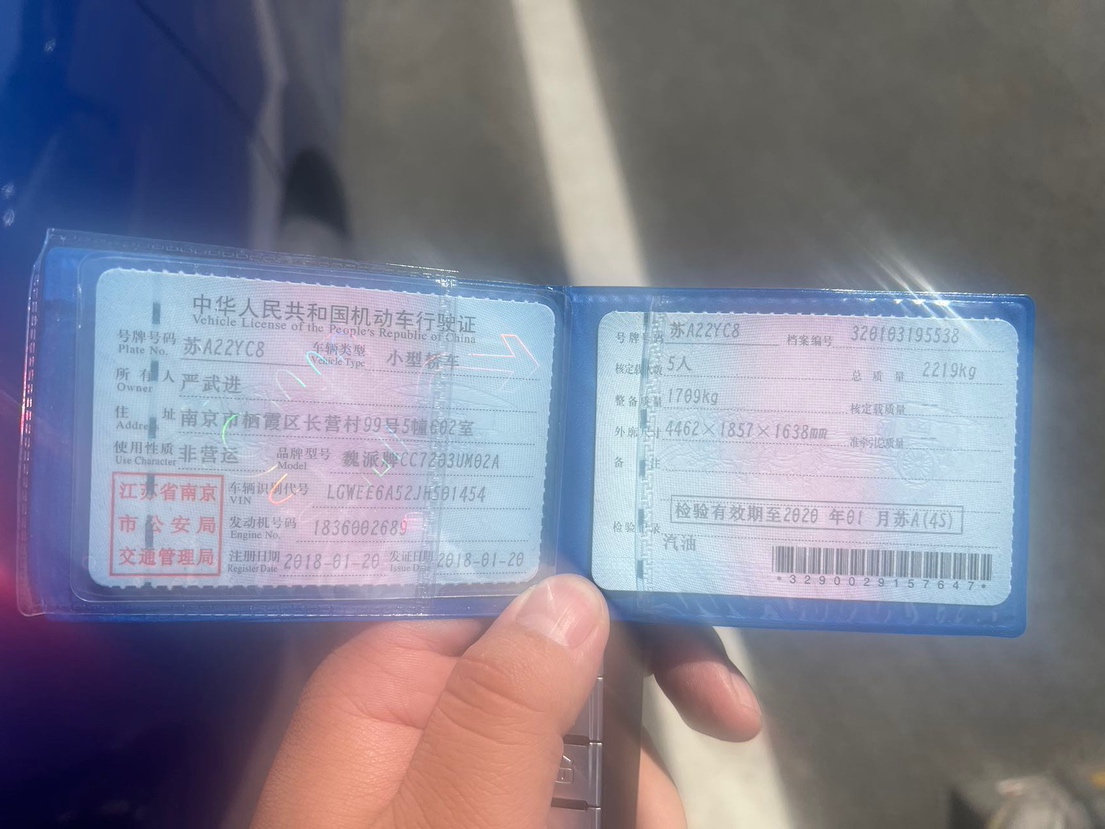 中华人民共和国机动车行驶证
Vehicle License of the People's Republic of China
号牌号码 苏A22YC8 车辆类型 小型轿车
Plate No. Vehicle Type
所有人 严武进
Owner
住址 南京市栖霞区长营村99号5幢602室
Address
使用性质 非营运 品牌型号 魏派牌CC7203UM02A
Use Character Model
江苏省南京
市公安局
交通管理局
车辆识别代号 LGWEE6A52JH501454
VIN
发动机号码 1836002689
Engine No.
注册日期 2018-01-20 发证日期 2018-01-20
Register Date Issue Date
号牌号码 苏A22YC8 档案编号 320103195538
核定载人数 5人 总质量 2219kg
整备质量 1709kg 核定载质量
外廓尺寸 4462×1857×1638mm 准牵引总质量
备注
检验记录 检验有效期至2020 年01 月苏A(4S)
汽油
*3290029157647*